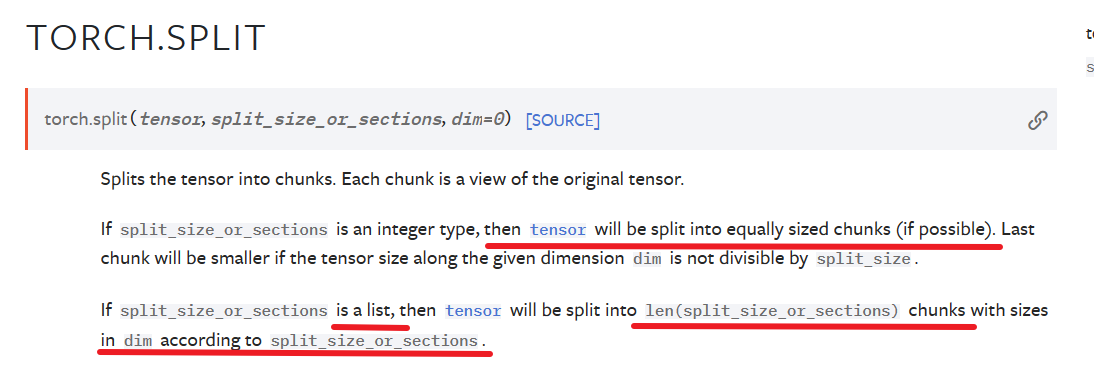 TORCH.SPLIT
torch.split(tensor, split_size_or_sections, dim=0) [SOURCE]
Splits the tensor into chunks. Each chunk is a view of the original tensor.
If split_size_or_sections is an integer type, then tensor will be split into equally sized chunks (if possible). Last
chunk will be smaller if the tensor size along the given dimension dim is not divisible by split_size.
If split_size_or_sections is a list, then tensor will be split into len(split_size_or_sections) chunks with sizes
in dim according to split_size_or_sections.